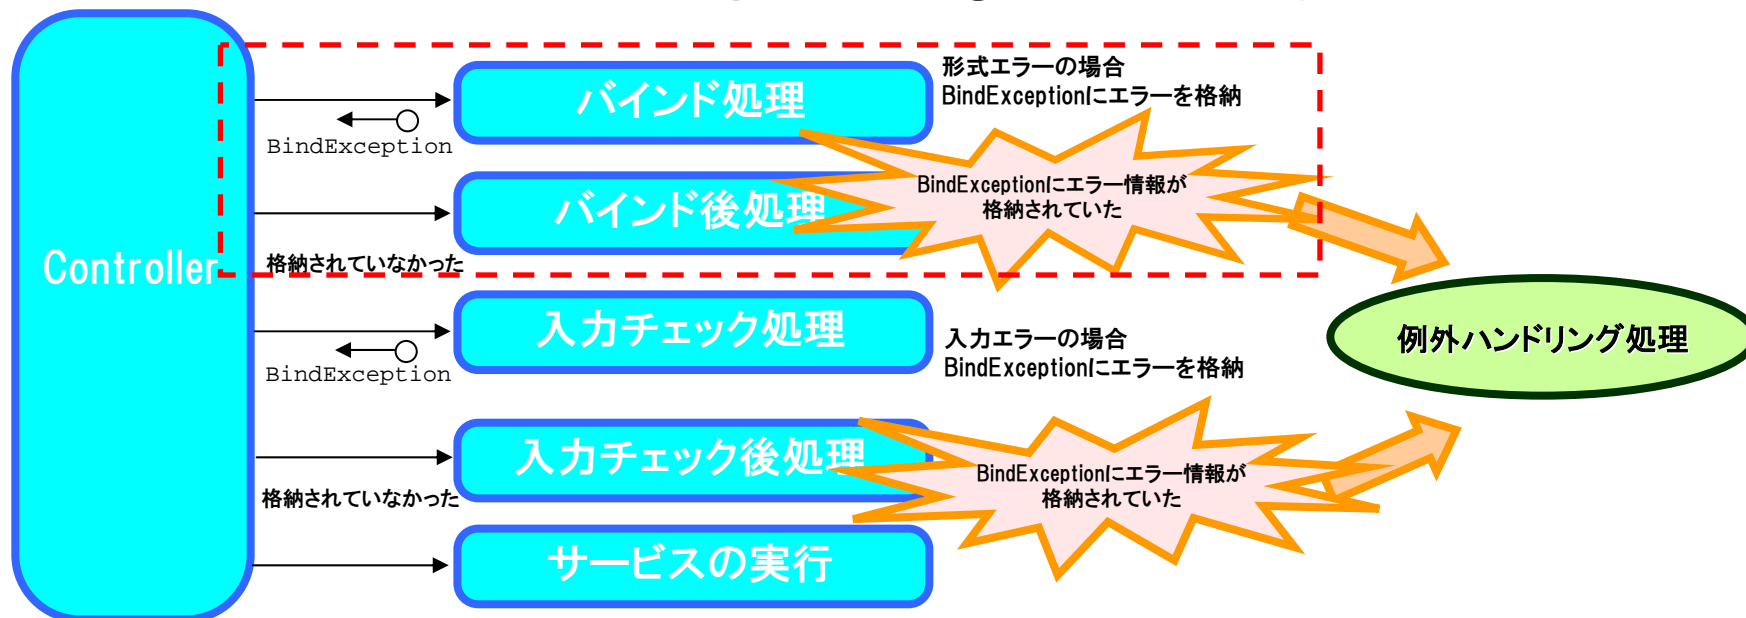 Controller
バインド処理
形式エラーの場合
BindExceptionにエラーを格納
BindException
バインド後処理
BindExceptionにエラー情報が
格納されていた
格納されていなかった
例外ハンドリング処理
入力チェック処理
入力エラーの場合
BindExceptionにエラーを格納
BindException
入力チェック後処理
BindExceptionにエラー情報が
格納されていた
格納されていなかった
サービスの実行